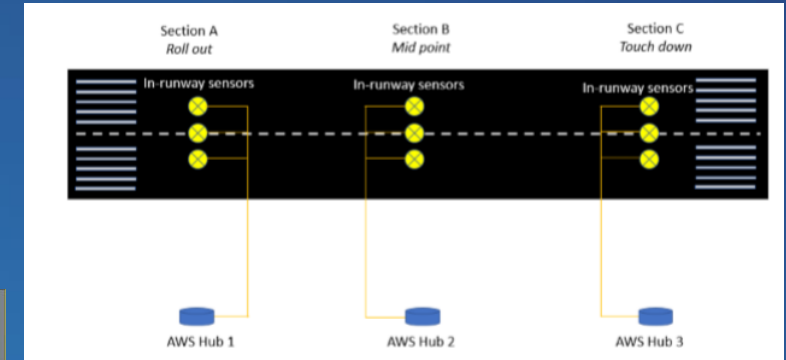 Section A
Roll out
Section B
Mid point
Section C
Touch down
In-runway sensors
In-runway sensors
In-runway sensors
AWS Hub 1
AWS Hub 2
AWS Hub 3